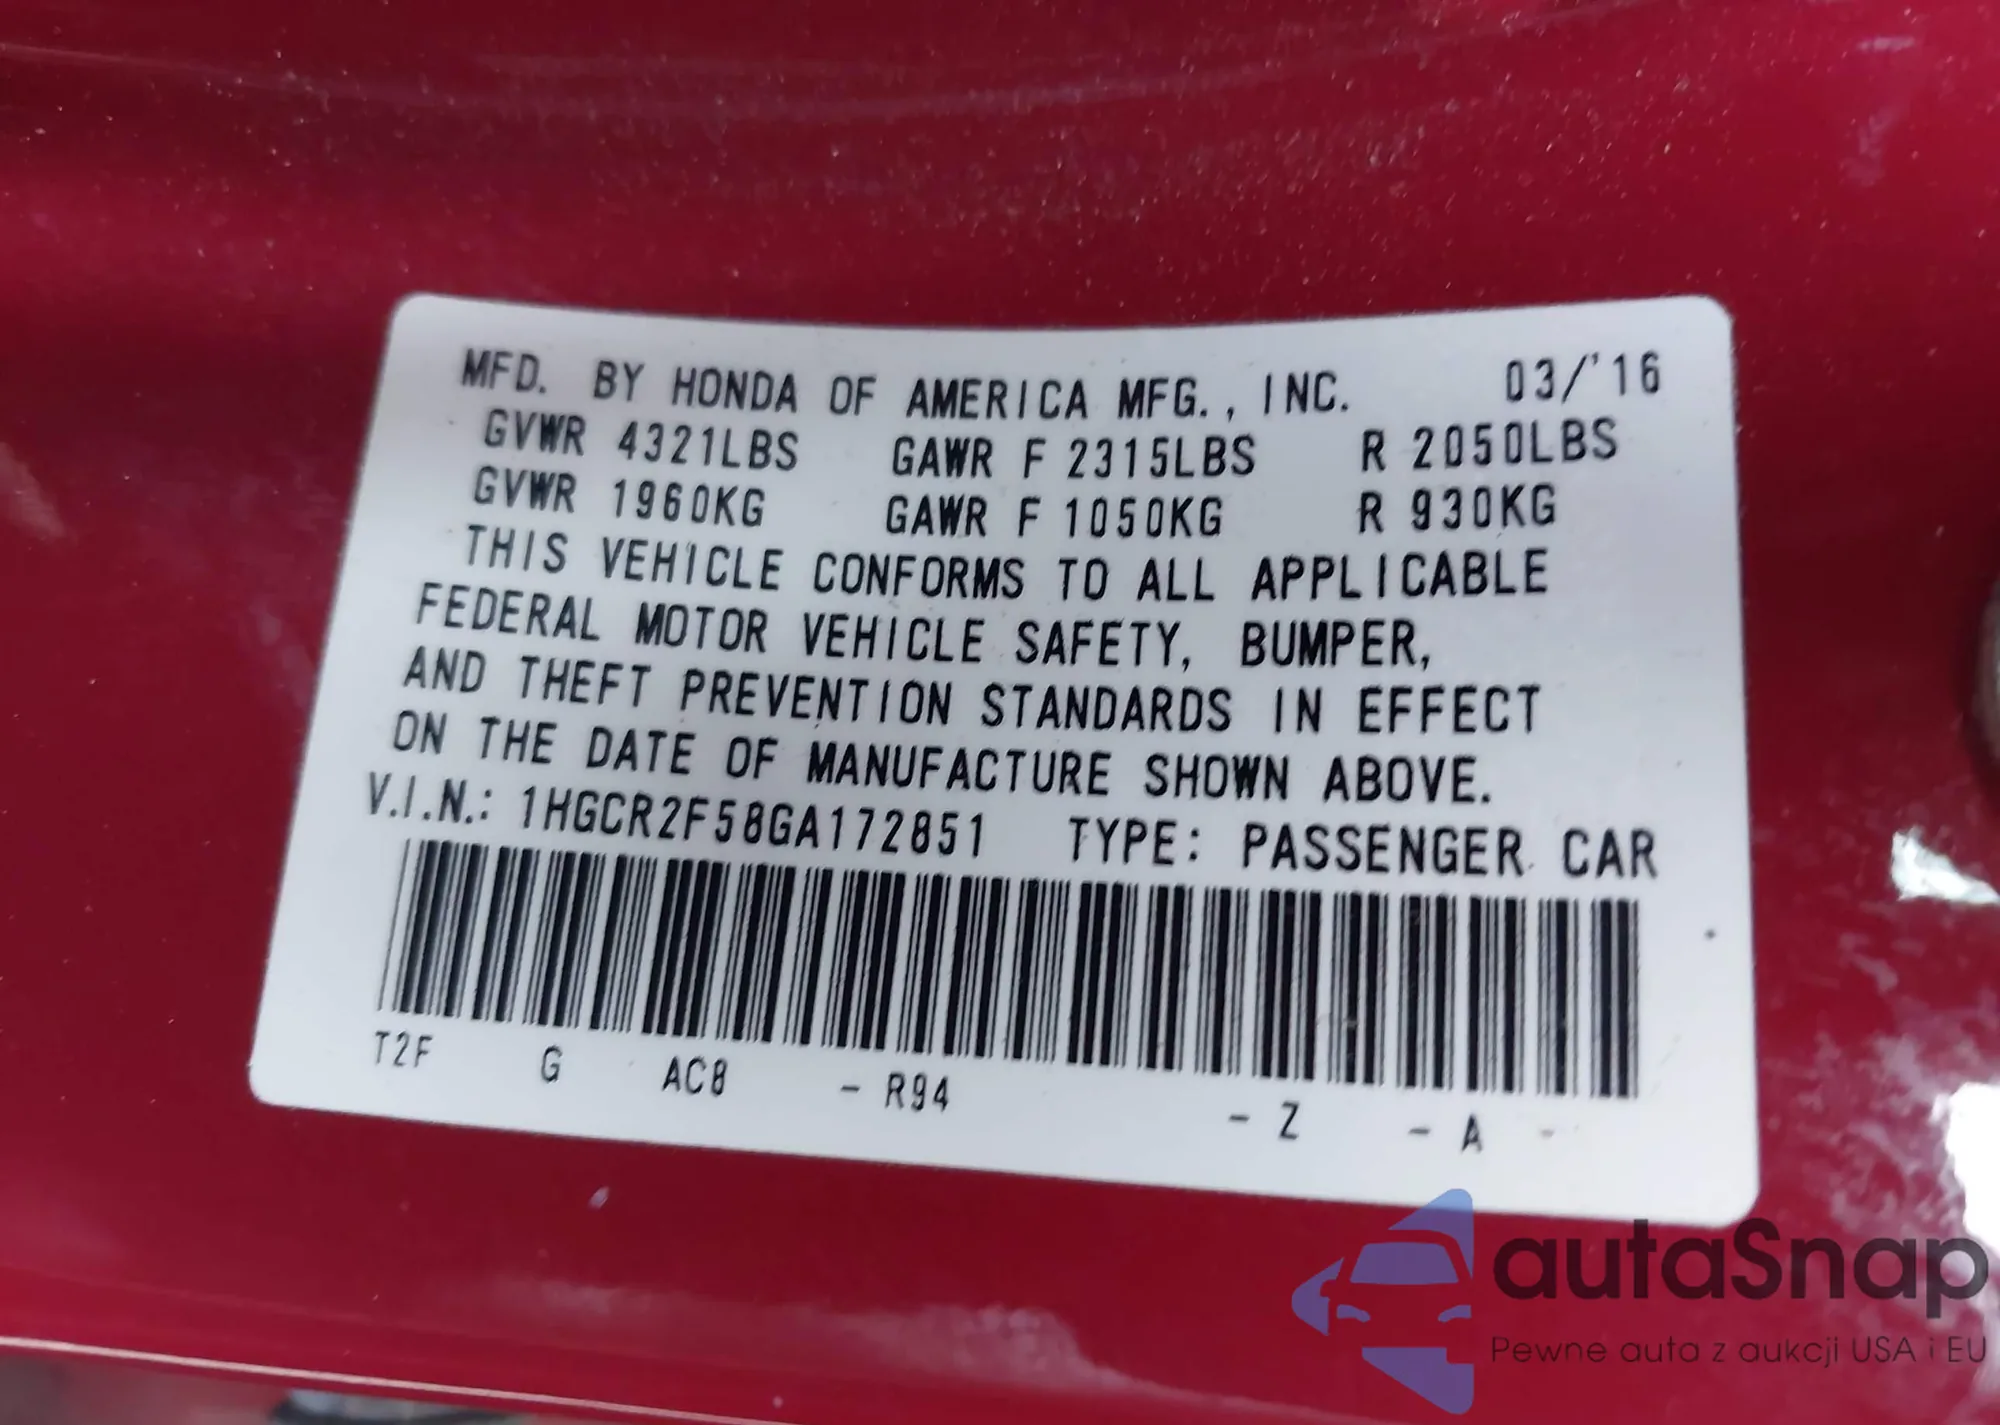 MFD. BY HONDA OF AMERICA MFG., INC. 03/'16
GVWR 4321LBS GAWR F 2315LBS R 2050LBS
GVWR 1960KG GAWR F 1050KG R 930KG
THIS VEHICLE CONFORMS TO ALL APPLICABLE
FEDERAL MOTOR VEHICLE SAFETY, BUMPER,
AND THEFT PREVENTION STANDARDS IN EFFECT
ON THE DATE OF MANUFACTURE SHOWN ABOVE.
V.I.N.: 1HGCR2F58GA172851 TYPE: PASSENGER CAR
T2F G AC8 - R94 - Z - A -
autaSnap
Pewne auta z aukcji USA i EU